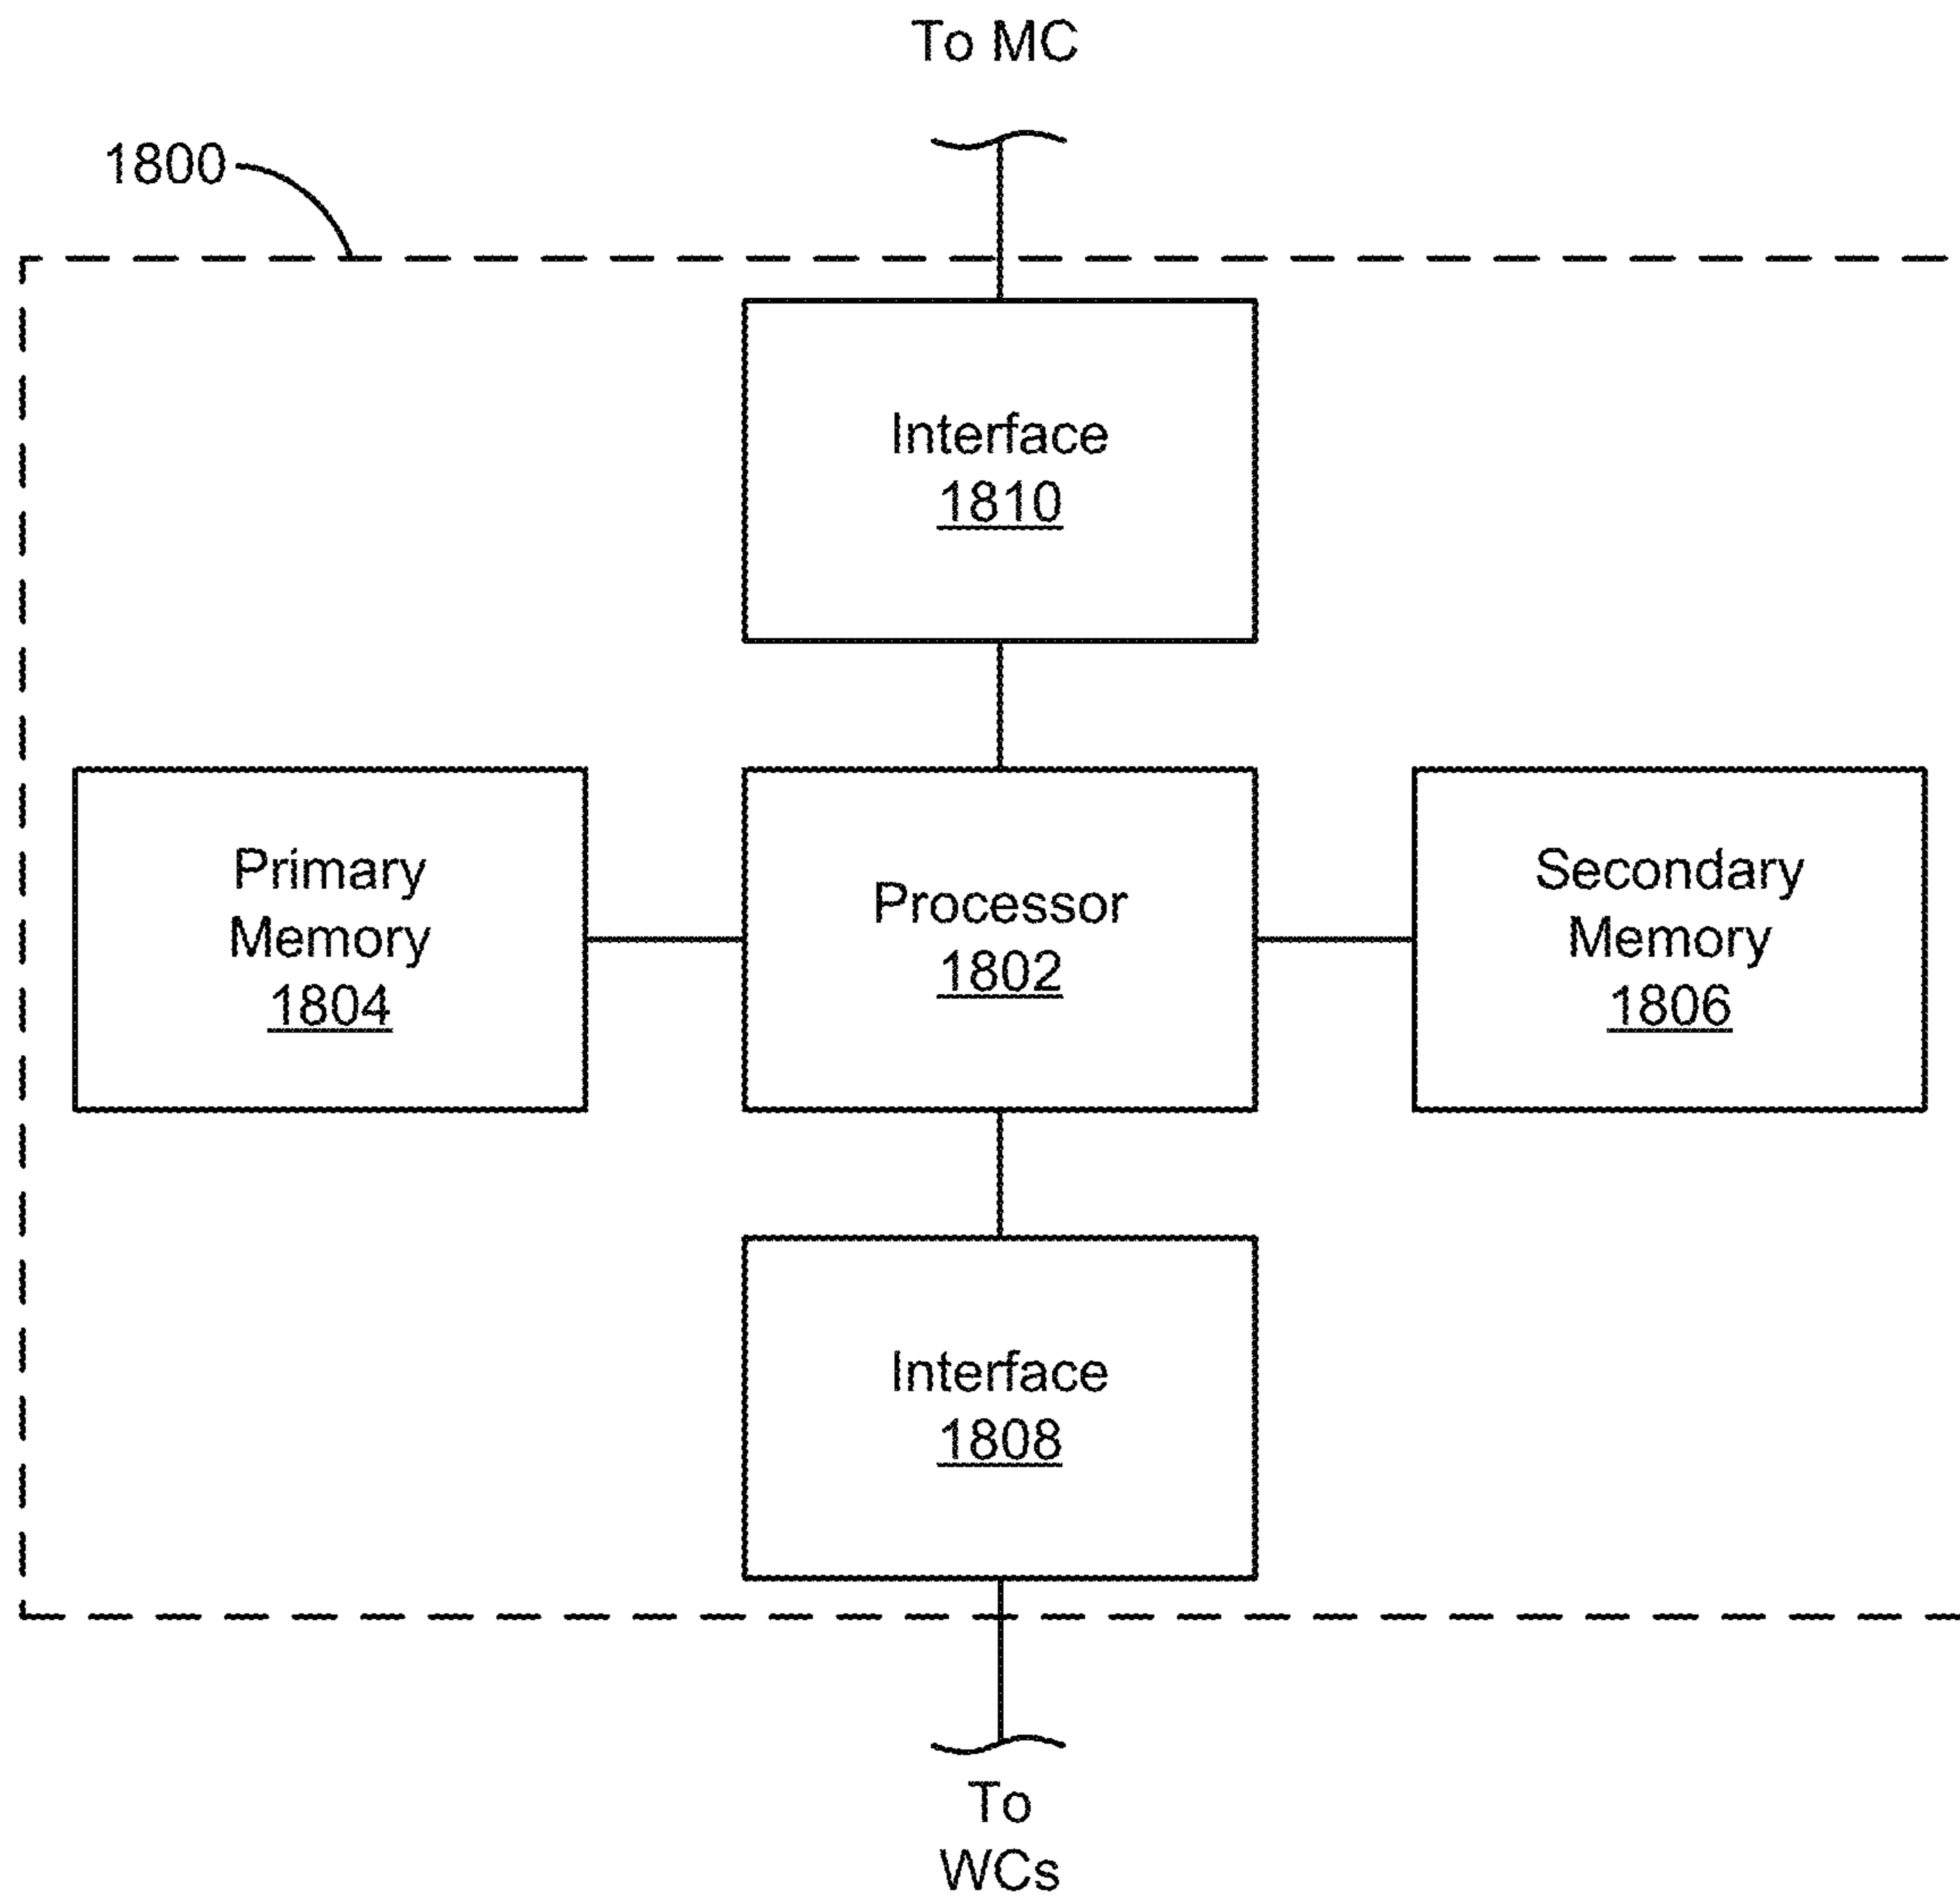 To MC
1800
Interface
1810
Primary
Memory
1804
Processor
1802
Secondary
Memory
1806
Interface
1808
To
WCs